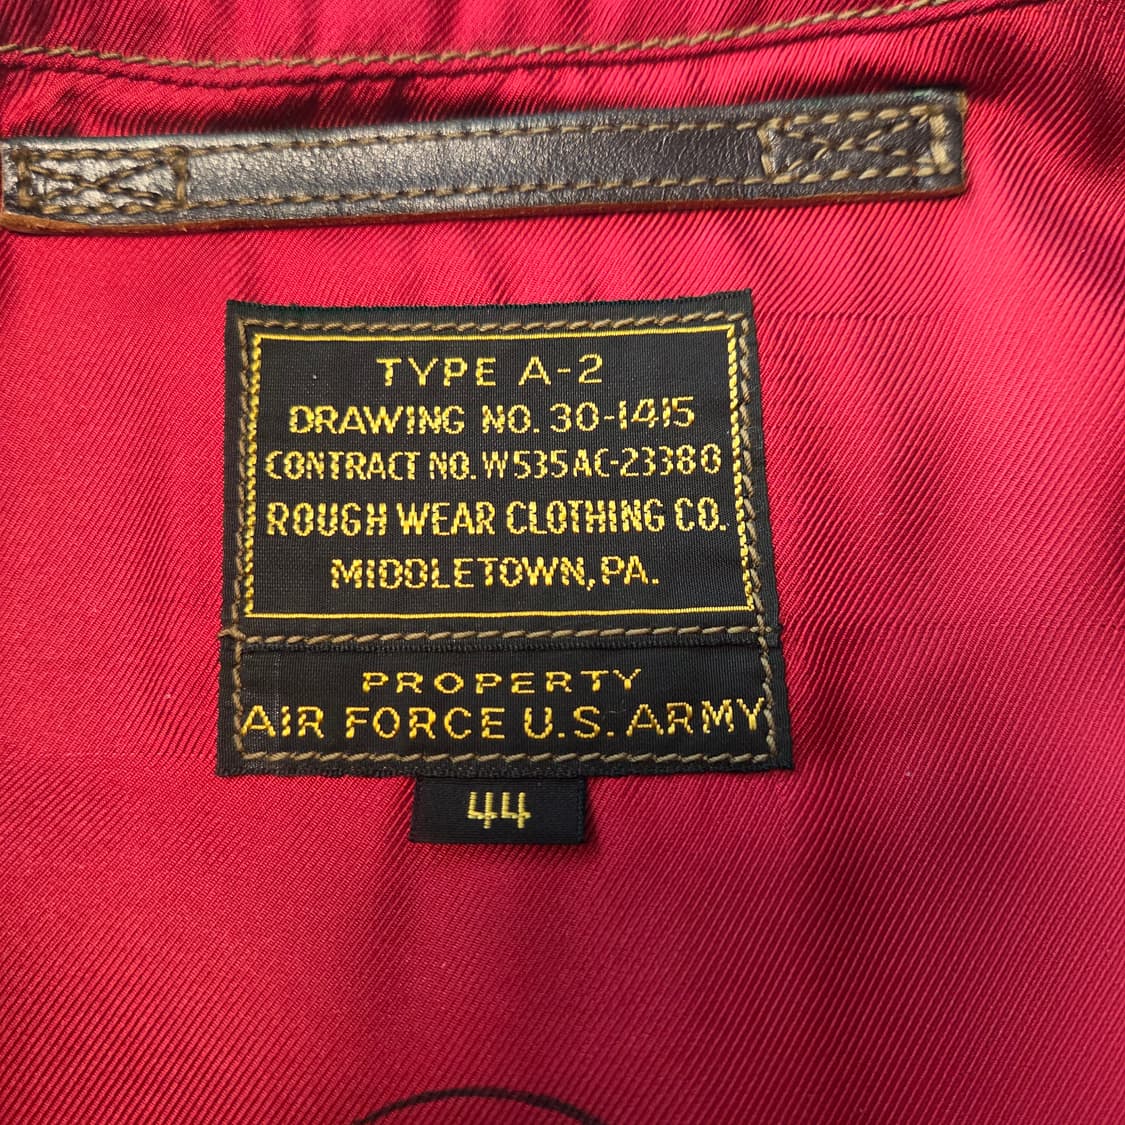 TYPE A-2
DRAWING NO. 30-1415
CONTRACT NO. W535AC-23380
ROUGH WEAR CLOTHING CO.
MIDDLETOWN, PA.
PROPERTY
AIR FORCE U.S. ARMY
44